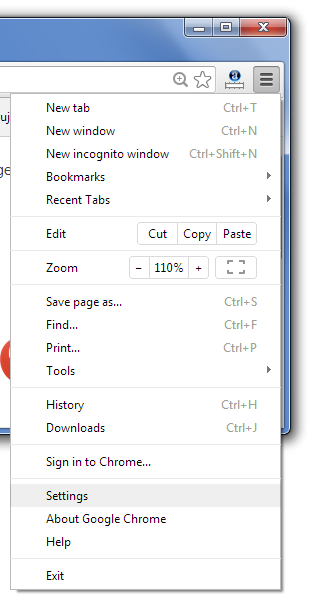 a
uj
ge
New tab Ctrl+T
New window Ctrl+N
New incognito window Ctrl+Shift+N
Bookmarks
Recent Tabs
Edit Cut Copy Paste
Zoom − 110% +
Save page as... Ctrl+S
Find... Ctrl+F
Print... Ctrl+P
Tools
History Ctrl+H
Downloads Ctrl+J
Sign in to Chrome...
Settings
About Google Chrome
Help
Exit